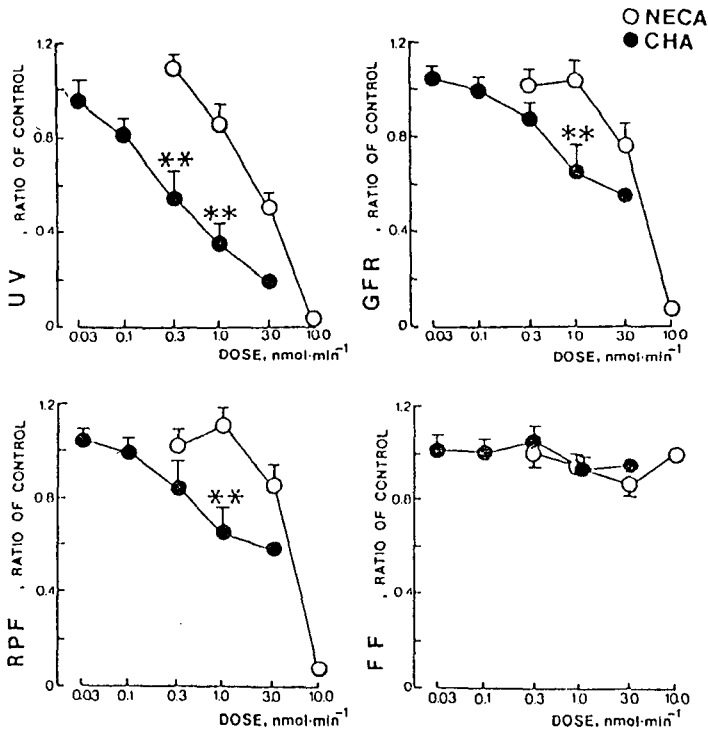 ○ NECA
● CHA
UV , RATIO OF CONTROL
1.2
0.8
0.4
0
**
**
0.03 0.1 0.3 1.0 3.0 10.0
DOSE, nmol·min⁻¹
GFR , RATIO OF CONTROL
1.2
0.8
0.4
0
**
0.03 0.1 0.3 1.0 3.0 10.0
DOSE, nmol·min⁻¹
RPF , RATIO OF CONTROL
1.2
0.8
0.4
0
**
0.03 0.1 0.3 1.0 3.0 10.0
DOSE, nmol·min⁻¹
FF , RATIO OF CONTROL
1.2
0.8
0.4
0
0.03 0.1 0.3 1.0 3.0 10.0
DOSE, nmol·min⁻¹